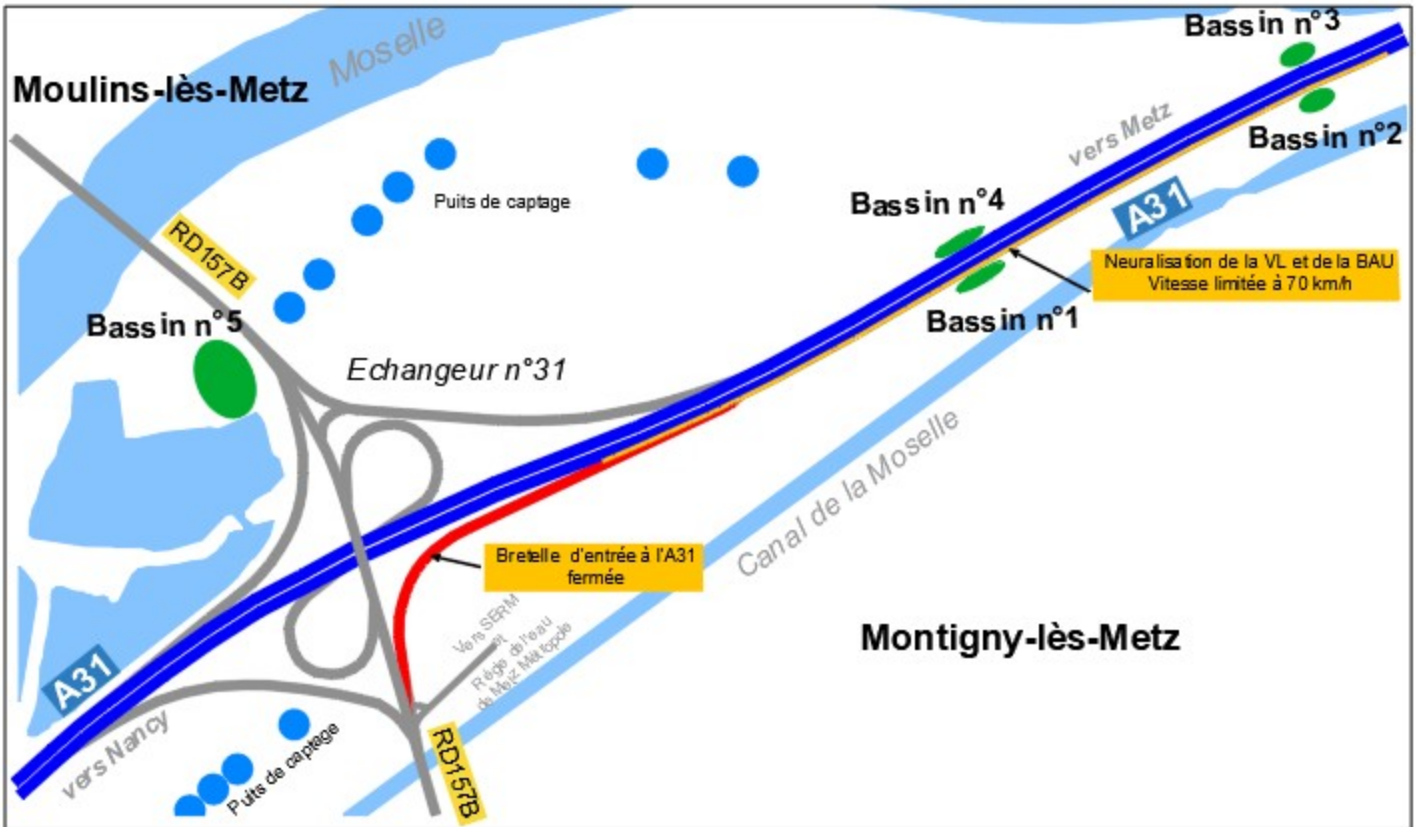 Bassin n°3
Moselle
Moulins-lès-Metz
vers Metz
Bassin n°2
Puits de captage
Bassin n°4
A31
RD157B
Neuralisation de la VL et de la BAU
Vitesse limitée à 70 km/h
Bassin n°5
Bassin n°1
Echangeur n°31
Canal de la Moselle
Bretelle d'entrée à l'A31
fermée
Vers SERM
et
Régie de l'eau
de Metz Métropole
Montigny-lès-Metz
A31
vers Nancy
Puits de captage
RD157B